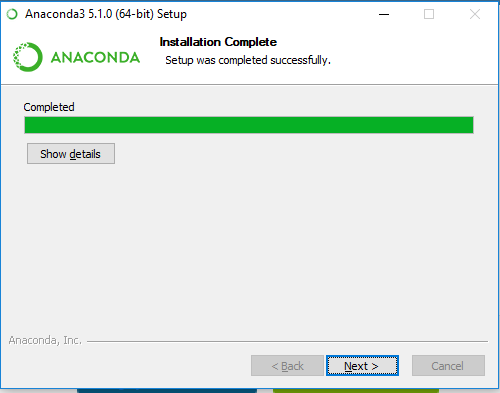 Anaconda3 5.1.0 (64-bit) Setup
Installation Complete
Setup was completed successfully.
ANACONDA
Completed
Show details
Anaconda, Inc.
< Back
Next >
Cancel